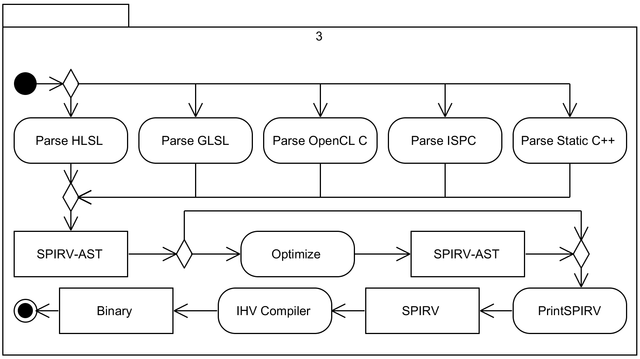 3
Parse HLSL
Parse GLSL
Parse OpenCL C
Parse ISPC
Parse Static C++
SPIRV-AST
Optimize
SPIRV-AST
Binary
IHV Compiler
SPIRV
PrintSPIRV